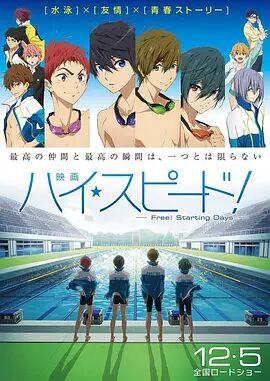 [水泳]×[友情]×[青春ストーリー]
最高の仲間と最高の瞬間は、一つとは限らない
映画
ハイ☆スピード!
— Free! Starting Days —
12.5
全国ロードショー